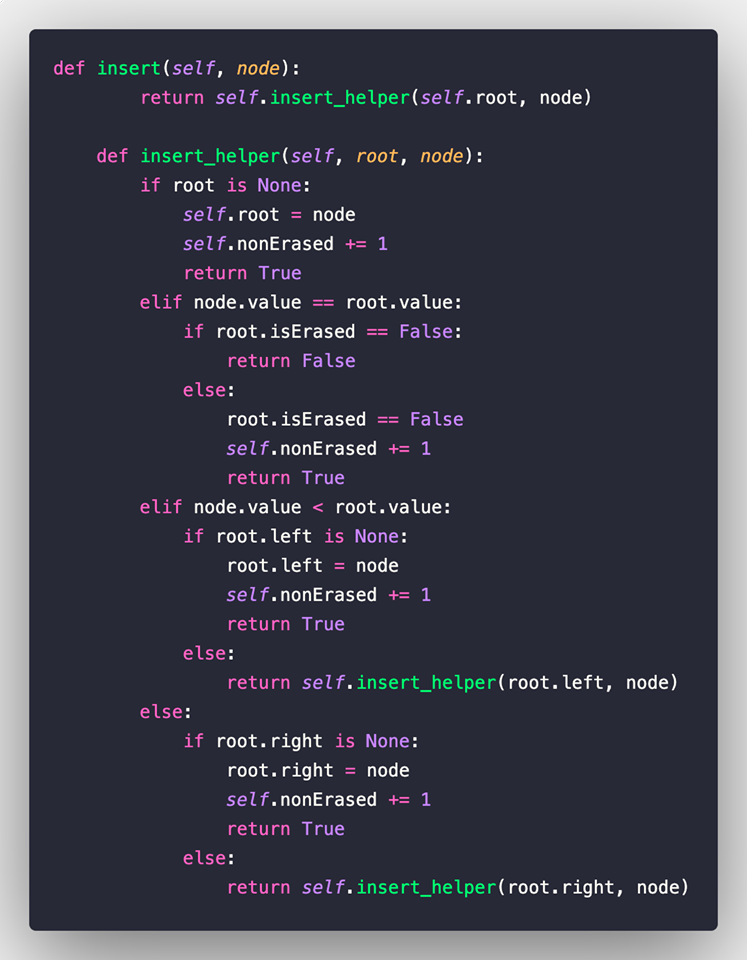 def insert(self, node):
        return self.insert_helper(self.root, node)

    def insert_helper(self, root, node):
        if root is None:
            self.root = node
            self.nonErased += 1
            return True
        elif node.value == root.value:
            if root.isErased == False:
                return False
            else:
                root.isErased == False
                self.nonErased += 1
                return True
        elif node.value < root.value:
            if root.left is None:
                root.left = node
                self.nonErased += 1
                return True
            else:
                return self.insert_helper(root.left, node)
        else:
            if root.right is None:
                root.right = node
                self.nonErased += 1
                return True
            else:
                return self.insert_helper(root.right, node)